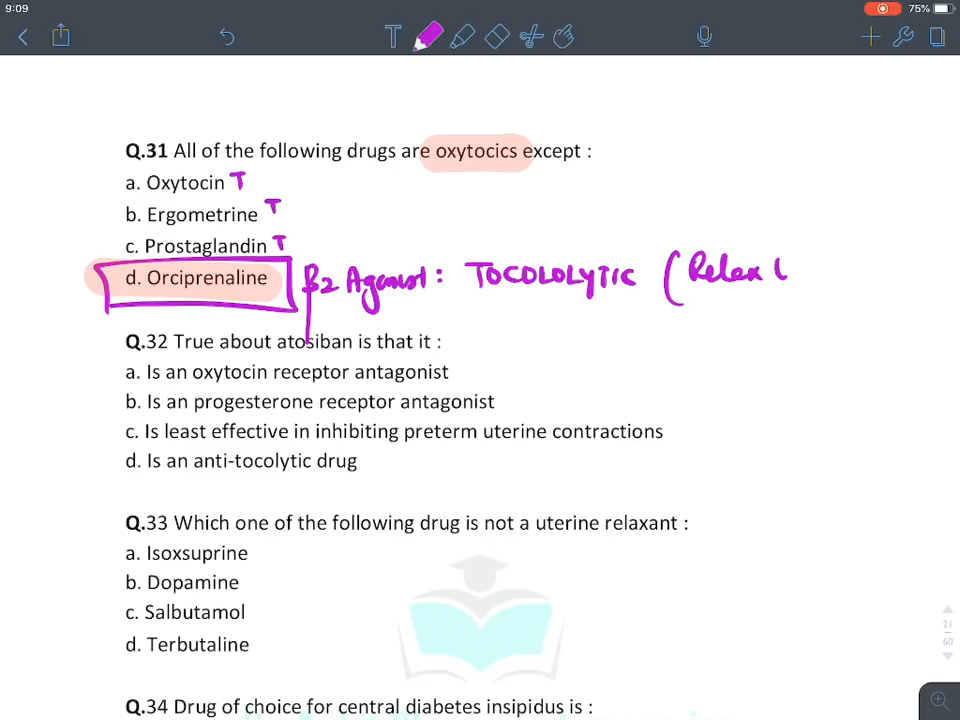 9:09
75%
T
Q.31 All of the following drugs are oxytocics except :
a. Oxytocin T
b. Ergometrine T
c. Prostaglandin T
d. Orciprenaline β2 Agonist : TOCOLOLYTIC (Relax U
Q.32 True about atosiban is that it :
a. Is an oxytocin receptor antagonist
b. Is an progesterone receptor antagonist
c. Is least effective in inhibiting preterm uterine contractions
d. Is an anti-tocolytic drug
Q.33 Which one of the following drug is not a uterine relaxant :
a. Isoxsuprine
b. Dopamine
c. Salbutamol
d. Terbutaline
21
60
Q.34 Drug of choice for central diabetes insipidus is :